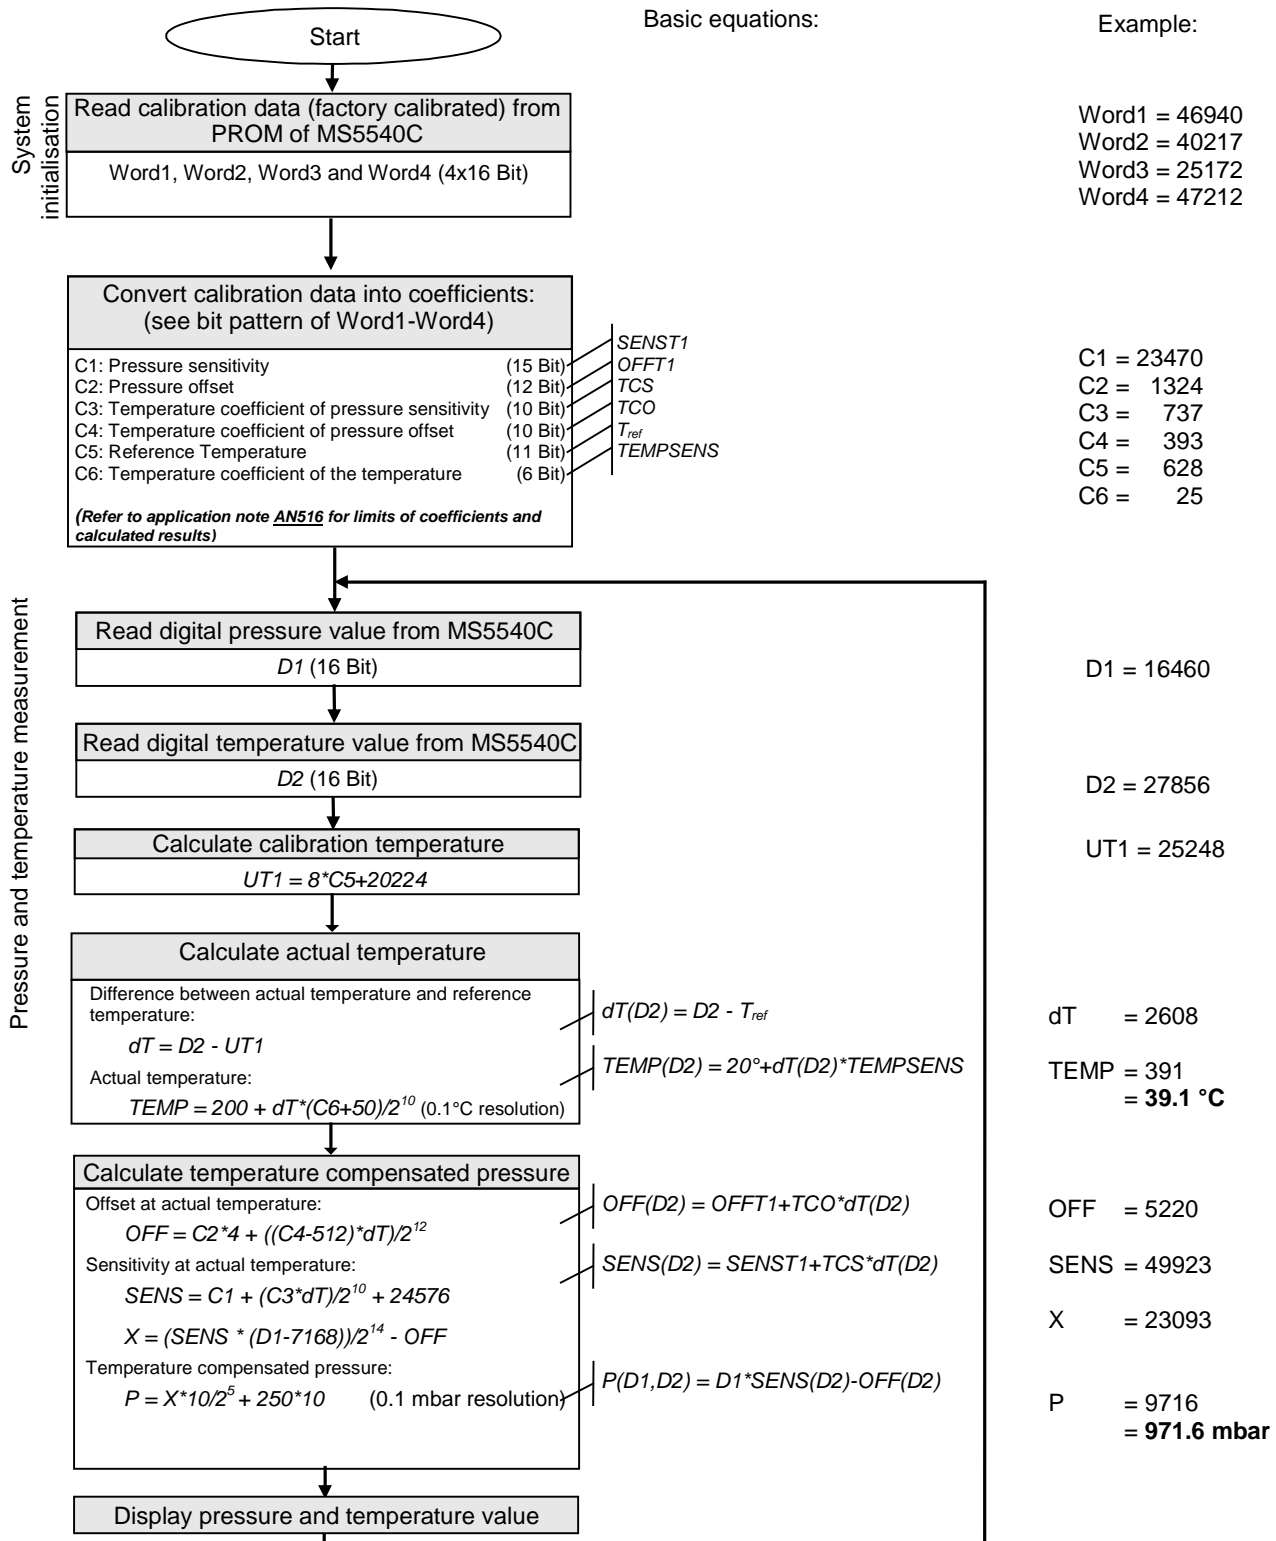 Basic equations:
Example:
Start
System
initialisation
Read calibration data (factory calibrated) from
PROM of MS5540C
Word1, Word2, Word3 and Word4 (4x16 Bit)
Word1 = 46940
Word2 = 40217
Word3 = 25172
Word4 = 47212
Convert calibration data into coefficients:
(see bit pattern of Word1-Word4)
C1: Pressure sensitivity (15 Bit) SENST1
C2: Pressure offset (12 Bit) OFFT1
C3: Temperature coefficient of pressure sensitivity (10 Bit) TCS
C4: Temperature coefficient of pressure offset (10 Bit) TCO
C5: Reference Temperature (11 Bit) Tref
C6: Temperature coefficient of the temperature (6 Bit) TEMPSENS
(Refer to application note AN516 for limits of coefficients and
calculated results)
C1 = 23470
C2 = 1324
C3 = 737
C4 = 393
C5 = 628
C6 = 25
Pressure and temperature measurement
Read digital pressure value from MS5540C
D1 (16 Bit)
D1 = 16460
Read digital temperature value from MS5540C
D2 (16 Bit)
D2 = 27856
Calculate calibration temperature
UT1 = 8*C5+20224
UT1 = 25248
Calculate actual temperature
Difference between actual temperature and reference
temperature:
dT = D2 - UT1
dT(D2) = D2 - Tref
dT = 2608
Actual temperature:
TEMP = 200 + dT*(C6+50)/2^10 (0.1°C resolution)
TEMP(D2) = 20°+dT(D2)*TEMPSENS
TEMP = 391
= 39.1 °C
Calculate temperature compensated pressure
Offset at actual temperature:
OFF = C2*4 + ((C4-512)*dT)/2^12
OFF(D2) = OFFT1+TCO*dT(D2)
OFF = 5220
Sensitivity at actual temperature:
SENS = C1 + (C3*dT)/2^10 + 24576
SENS(D2) = SENST1+TCS*dT(D2)
SENS = 49923
X = (SENS * (D1-7168))/2^14 - OFF
X = 23093
Temperature compensated pressure:
P = X*10/2^5 + 250*10 (0.1 mbar resolution)
P(D1,D2) = D1*SENS(D2)-OFF(D2)
P = 9716
= 971.6 mbar
Display pressure and temperature value